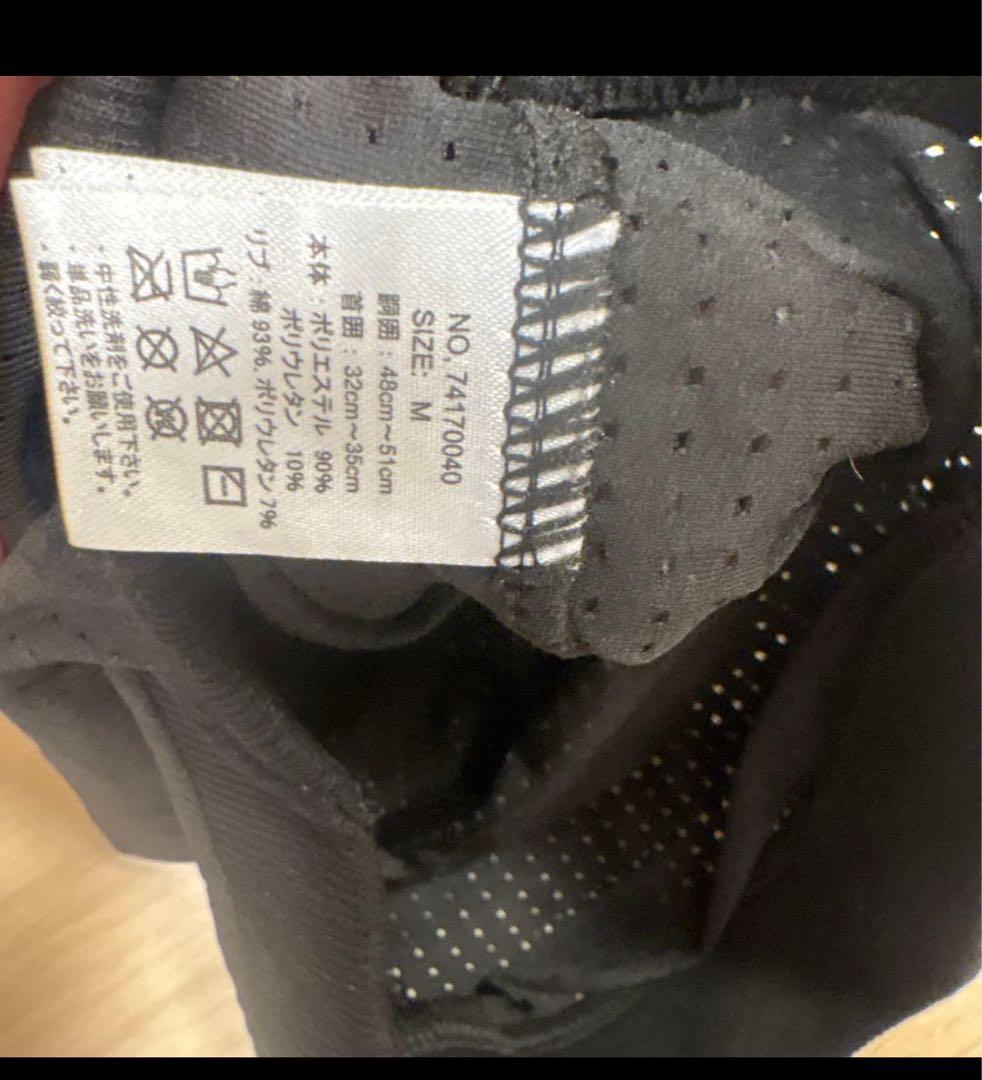 NO. 74170040
SIZE: M
胴囲：48cm～51cm
首囲：32cm～35cm
本体：ポリエステル 90%
ポリウレタン 10%
リブ：綿 93%, ポリウレタン 7%
・中性洗剤をご使用下さい。
・単品洗いをお願いします。
・弱く絞って下さい。